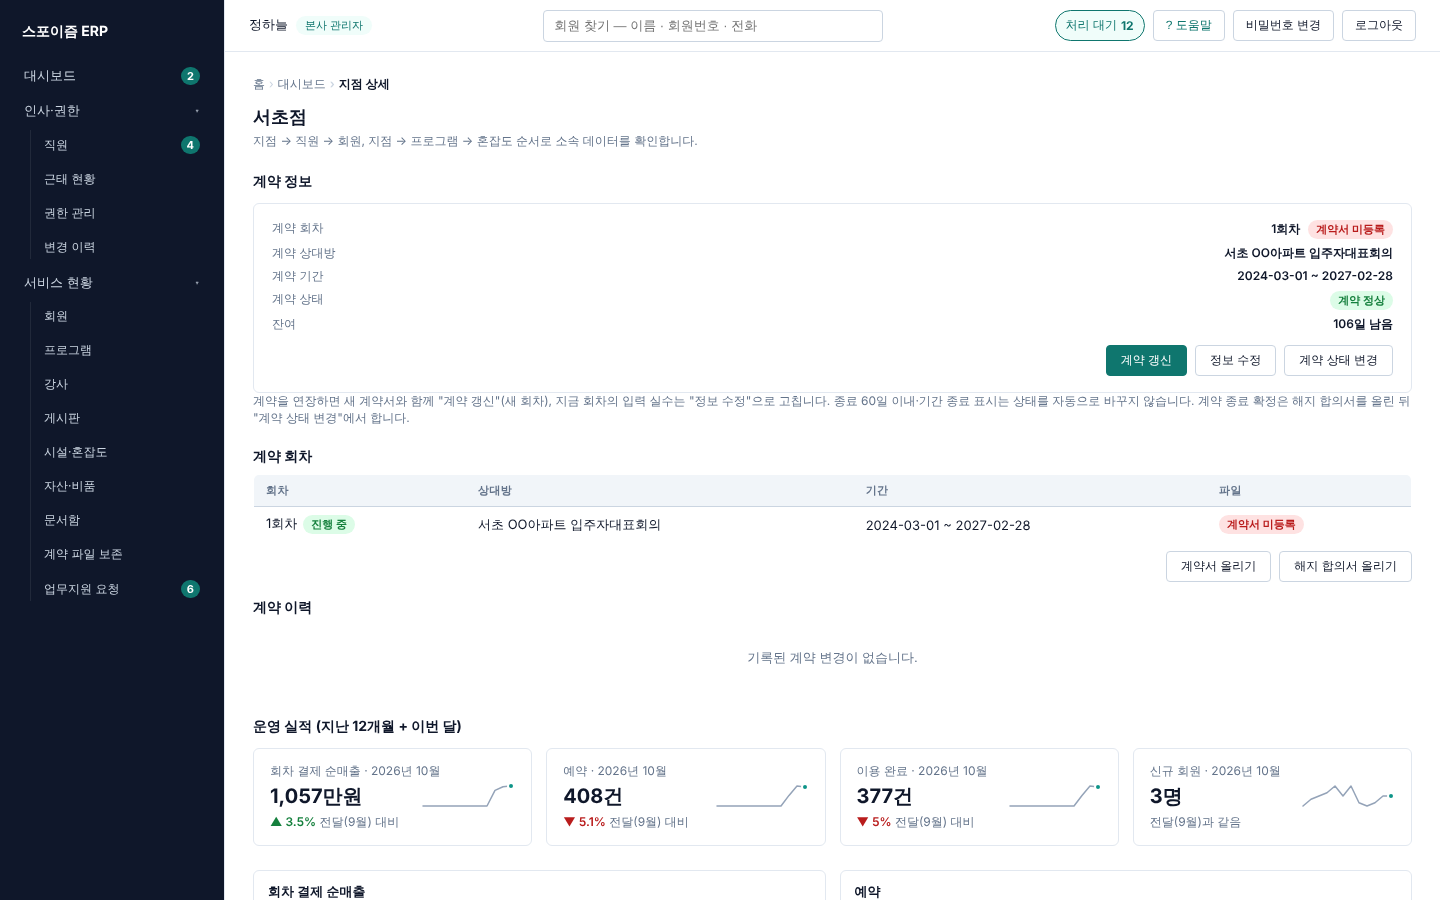 스포이즘 ERP
정하늘 본사 관리자
회원 찾기 — 이름 · 회원번호 · 전화
처리 대기 12
? 도움말
비밀번호 변경
로그아웃
대시보드 2
인사·권한
직원 4
근태 현황
권한 관리
변경 이력
서비스 현황
회원
프로그램
강사
게시판
시설·혼잡도
자산·비품
문서함
계약 파일 보존
업무지원 요청 6
홈 › 대시보드 › 지점 상세
서초점
지점 → 직원 → 회원, 지점 → 프로그램 → 혼잡도 순서로 소속 데이터를 확인합니다.
계약 정보
계약 회차 1회차 계약서 미등록
계약 상대방 서초 OO아파트 입주자대표회의
계약 기간 2024-03-01 ~ 2027-02-28
계약 상태 계약 정상
잔여 106일 남음
계약 갱신 정보 수정 계약 상태 변경
계약을 연장하면 새 계약서와 함께 "계약 갱신"(새 회차), 지금 회차의 입력 실수는 "정보 수정"으로 고칩니다. 종료 60일 이내·기간 종료 표시는 상태를 자동으로 바꾸지 않습니다. 계약 종료 확정은 해지 합의서를 올린 뒤
"계약 상태 변경"에서 합니다.
계약 회차
회차 상대방 기간 파일
1회차 진행 중 서초 OO아파트 입주자대표회의 2024-03-01 ~ 2027-02-28 계약서 미등록
계약서 올리기 해지 합의서 올리기
계약 이력
기록된 계약 변경이 없습니다.
운영 실적 (지난 12개월 + 이번 달)
회차 결제 순매출 · 2026년 10월
1,057만원
▲ 3.5% 전달(9월) 대비
예약 · 2026년 10월
408건
▼ 5.1% 전달(9월) 대비
이용 완료 · 2026년 10월
377건
▼ 5% 전달(9월) 대비
신규 회원 · 2026년 10월
3명
전달(9월)과 같음
회차 결제 순매출
예약